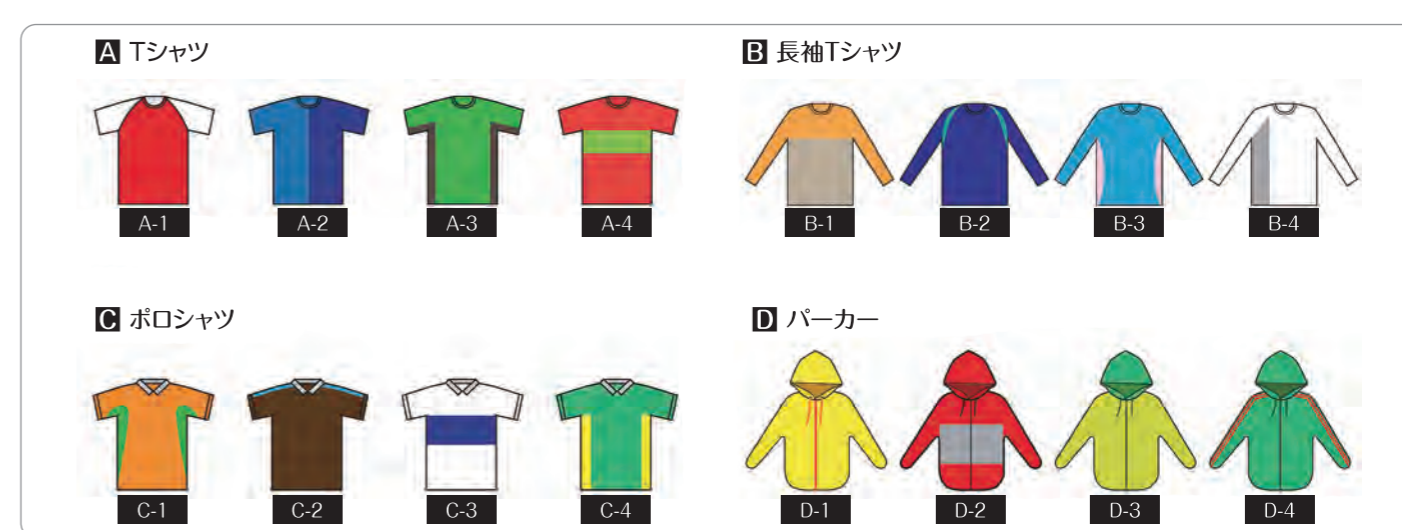 A Tシャツ
A-1 A-2 A-3 A-4
B 長袖Tシャツ
B-1 B-2 B-3 B-4
C ポロシャツ
C-1 C-2 C-3 C-4
D パーカー
D-1 D-2 D-3 D-4